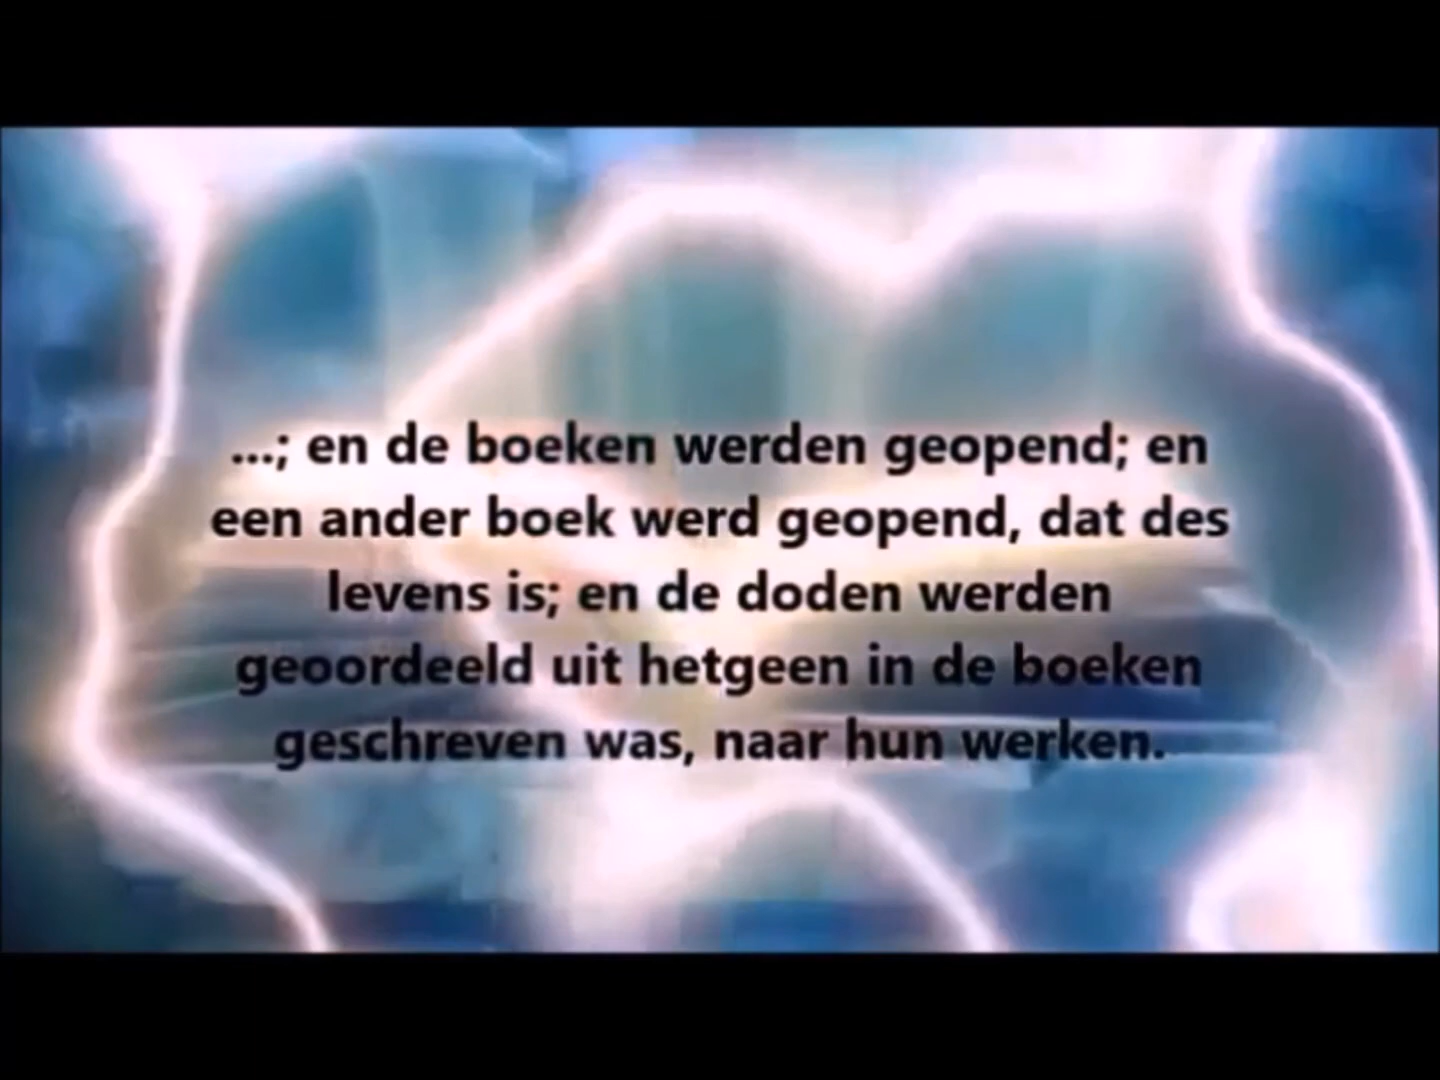 ...; en de boeken werden geopend; en
een ander boek werd geopend, dat des
levens is; en de doden werden
geoordeeld uit hetgeen in de boeken
geschreven was, naar hun werken.